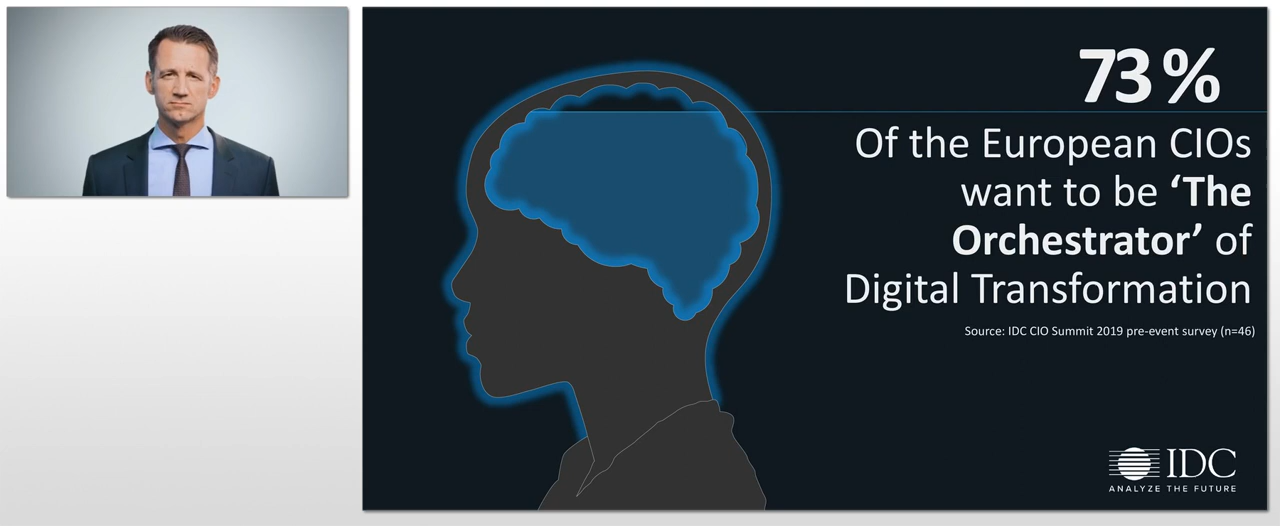 73%
Of the European CIOs
want to be ‘The
Orchestrator’ of
Digital Transformation
Source: IDC CIO Summit 2019 pre-event survey (n=46)
IDC
ANALYZE THE FUTURE